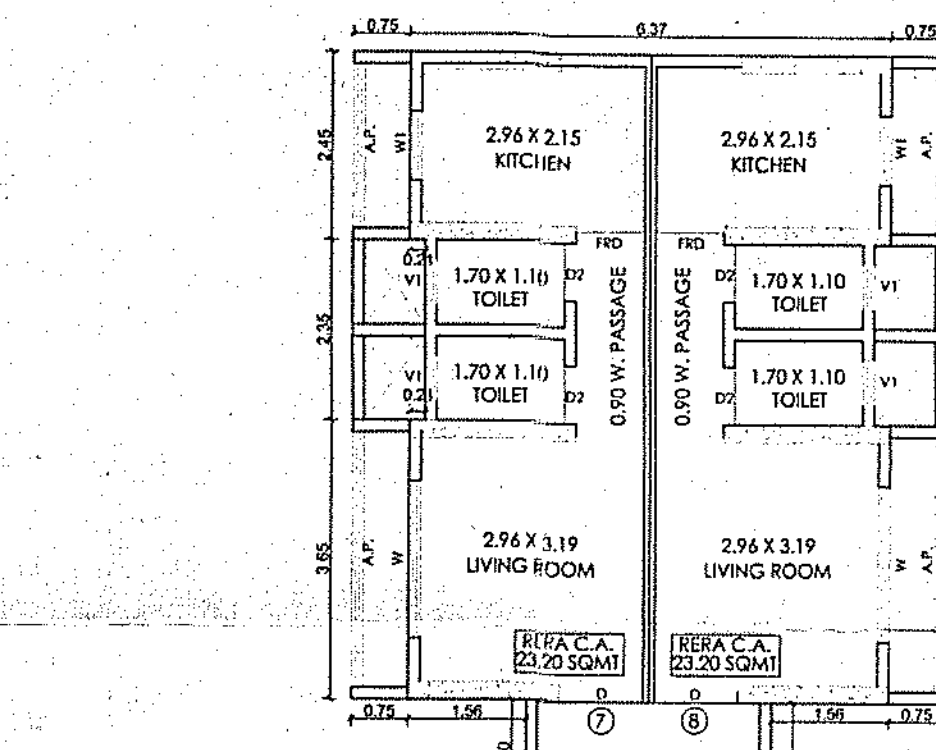 0.75 6.37 0.75
2.45
A.P.
W1
2.96 X 2.15
KITCHEN
2.96 X 2.15
KITCHEN
W1
A.P.
FRD
FRD
0.21
V1
1.70 X 1.10
TOILET
D2
0.90 W. PASSAGE
0.90 W. PASSAGE
D2
1.70 X 1.10
TOILET
V1
2.35
V1
0.21
1.70 X 1.10
TOILET
D2
D2
1.70 X 1.10
TOILET
V1
3.65
A.P.
W
2.96 X 3.19
LIVING ROOM
2.96 X 3.19
LIVING ROOM
W
A.P.
RERA C.A.
23.20 SQMT
RERA C.A.
23.20 SQMT
D
D
0.75 1.56
7
8
1.56 0.75